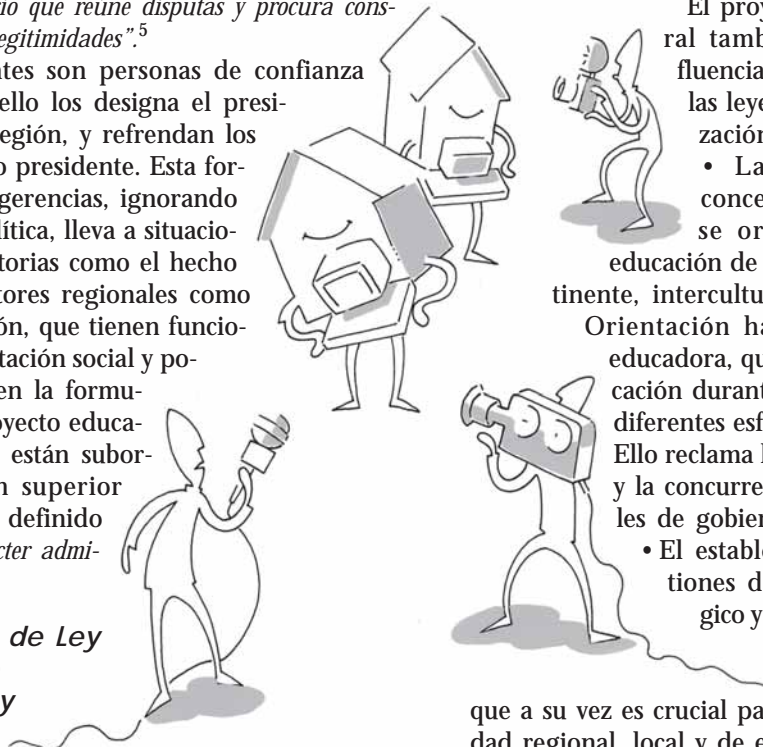 rio que reúne disputas y procura cons-
egitimidades".5
ntes son personas de confianza
ello los designa el presi-
región, y refrendan los
o presidente. Esta for-
gerencias, ignorando
lítica, lleva a situacio-
torias como el hecho
tores regionales como
ón, que tienen funcio-
tación social y po-
en la formu-
oyecto educa-
están subor-
n superior
definido
cter admi-
de Ley
y
El proy
ral tamb
fluencia
las leye
zación
• La
conce
se or
educación de
tinente, intercultu
Orientación ha
educadora, qu
cación durant
diferentes esf
Ello reclama l
y la concurre
les de gobier
• El establ
tiones d
gico y
que a su vez es crucial pa
dad regional, local y de e